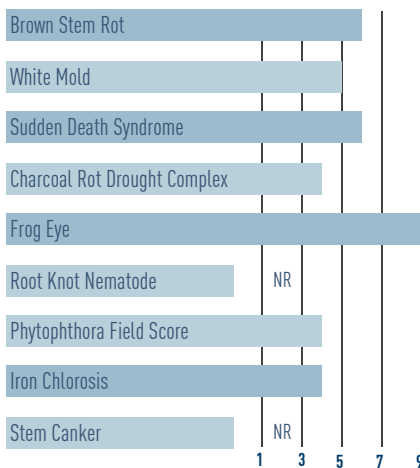 Brown Stem Rot
White Mold
Sudden Death Syndrome
Charcoal Rot Drought Complex
Frog Eye
Root Knot Nematode NR
Phytophthora Field Score
Iron Chlorosis
Stem Canker NR
1 3 5 7 9